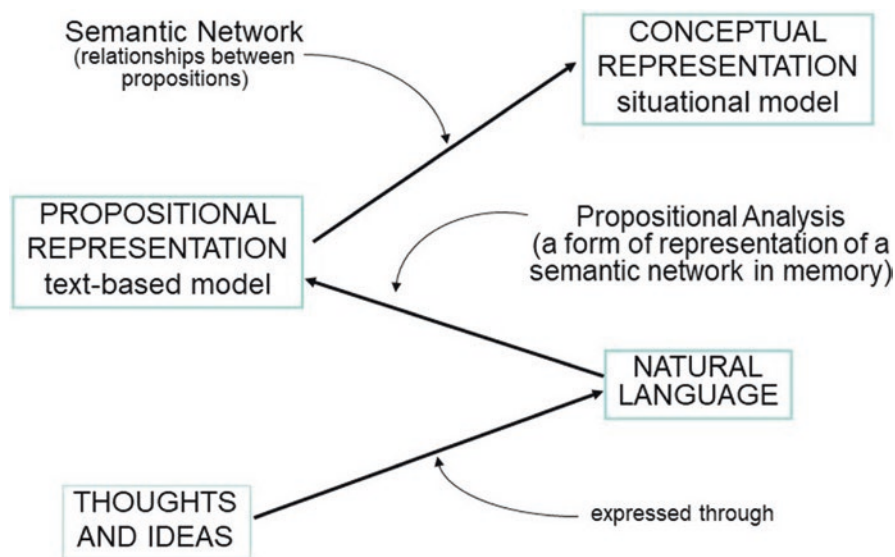 Semantic Network
(relationships between
propositions)
CONCEPTUAL
REPRESENTATION
situational model
PROPOSITIONAL
REPRESENTATION
text-based model
Propositional Analysis
(a form of representation of a
semantic network in memory)
NATURAL
LANGUAGE
THOUGHTS
AND IDEAS
expressed through